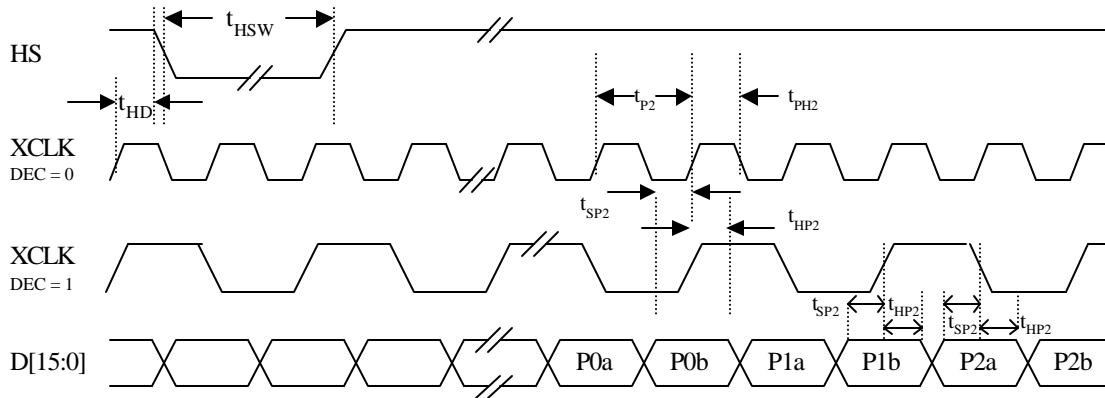 t_HSW
HS
t_HD
t_P2
t_PH2
XCLK
DEC = 0
t_SP2
t_HP2
XCLK
DEC = 1
t_SP2 t_HP2 t_SP2 t_HP2
D[15:0] P0a P0b P1a P1b P2a P2b